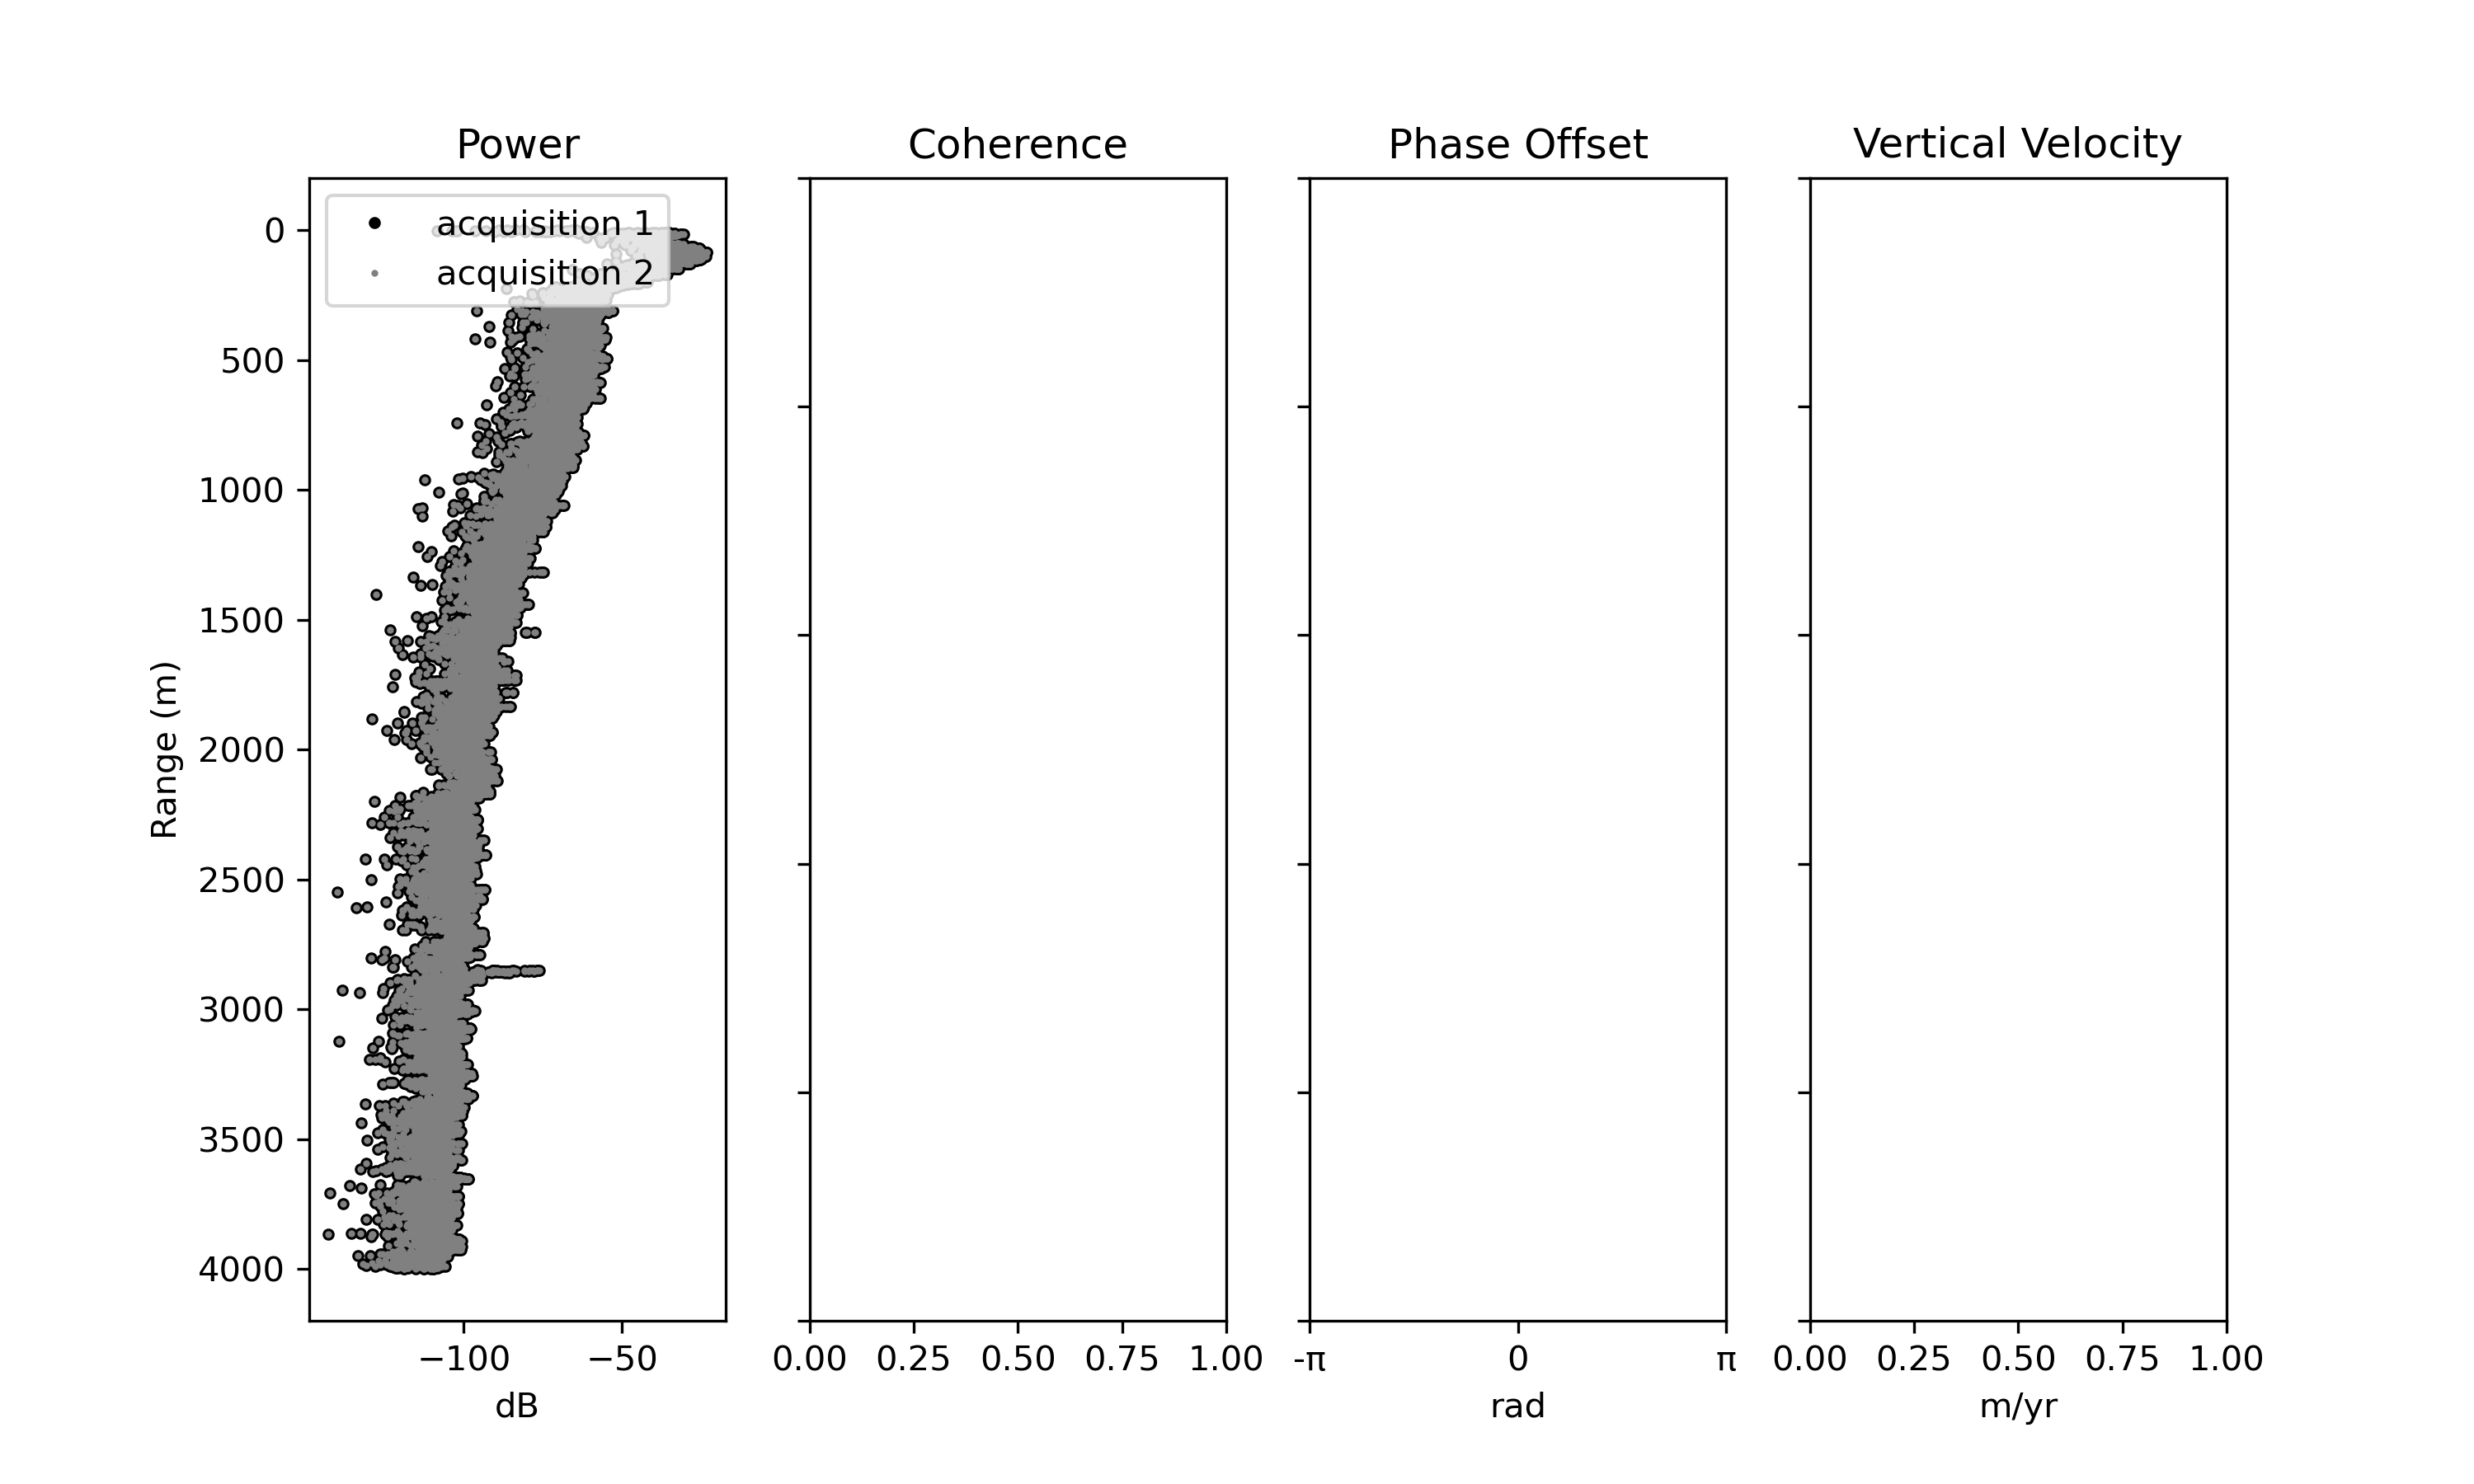 Power Coherence Phase Offset Vertical Velocity
acquisition 1
acquisition 2
0
500
1000
1500
2000
2500
3000
3500
4000
Range (m)
−100 −50 0.00 0.25 0.50 0.75 1.00 -π 0 π 0.00 0.25 0.50 0.75 1.00
dB rad m/yr